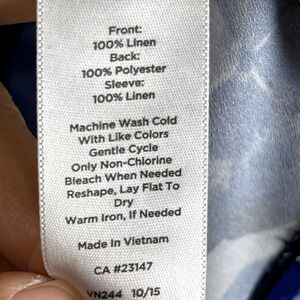 Front:
100% Linen
Back:
100% Polyester
Sleeve:
100% Linen
Machine Wash Cold
With Like Colors
Gentle Cycle
Only Non-Chlorine
Bleach When Needed
Reshape, Lay Flat To
Dry
Warm Iron, If Needed
Made in Vietnam
CA #23147
VN244 10/15